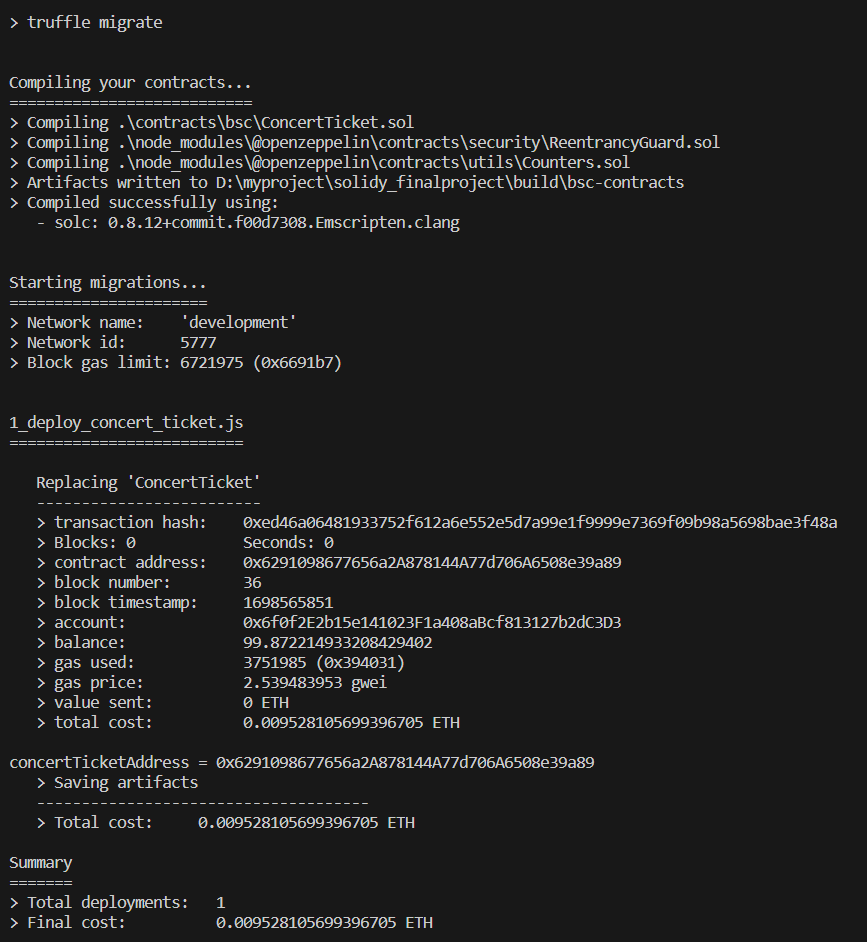 > truffle migrate
Compiling your contracts...
===========================
> Compiling .\contracts\bsc\ConcertTicket.sol
> Compiling .\node_modules\@openzeppelin\contracts\security\ReentrancyGuard.sol
> Compiling .\node_modules\@openzeppelin\contracts\utils\Counters.sol
> Artifacts written to D:\myproject\solidy_finalproject\build\bsc-contracts
> Compiled successfully using:
   - solc: 0.8.12+commit.f00d7308.Emscripten.clang
Starting migrations...
======================
> Network name:    'development'
> Network id:      5777
> Block gas limit: 6721975 (0x6691b7)
1_deploy_concert_ticket.js
==========================
   Replacing 'ConcertTicket'
   -------------------------
   > transaction hash:    0xed46a06481933752f612a6e552e5d7a99e1f9999e7369f09b98a5698bae3f48a
   > Blocks: 0            Seconds: 0
   > contract address:    0x6291098677656a2A878144A77d706A6508e39a89
   > block number:        36
   > block timestamp:     1698565851
   > account:             0x6f0f2E2b15e141023F1a408aBcf813127b2dC3D3
   > balance:             99.872214933208429402
   > gas used:            3751985 (0x394031)
   > gas price:           2.539483953 gwei
   > value sent:          0 ETH
   > total cost:          0.009528105699396705 ETH
concertTicketAddress = 0x6291098677656a2A878144A77d706A6508e39a89
   > Saving artifacts
   -------------------------------------
   > Total cost:     0.009528105699396705 ETH
Summary
=======
> Total deployments:   1
> Final cost:          0.009528105699396705 ETH